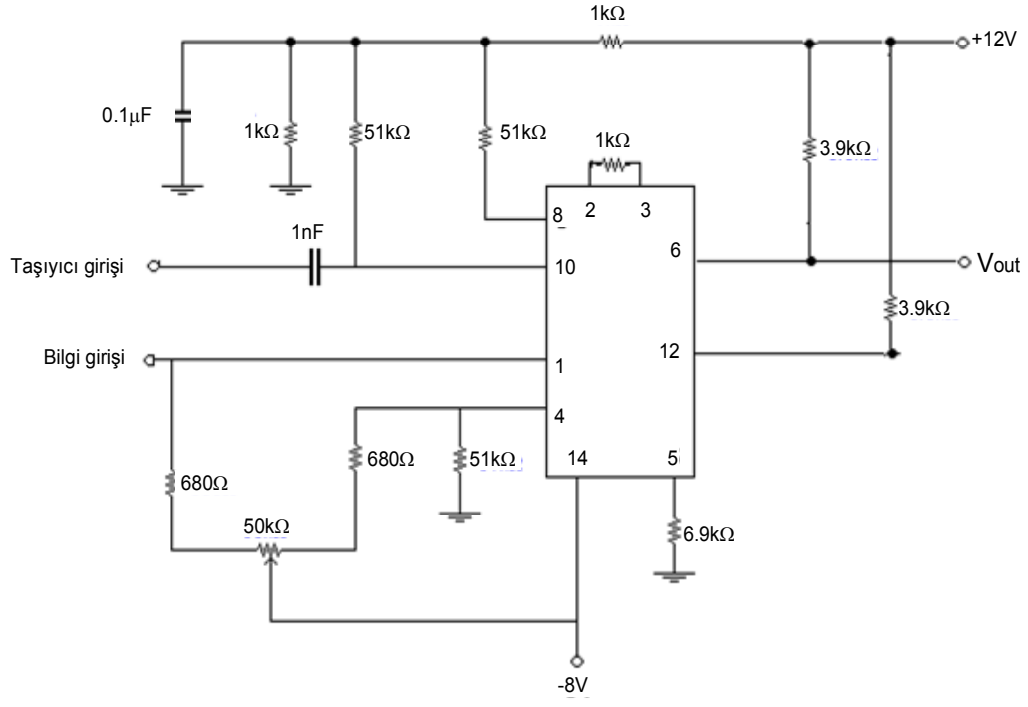 1kΩ
+12V
0.1μF
1kΩ
51kΩ
51kΩ
1kΩ
3.9kΩ
8
2
3
1nF
6
Taşıyıcı girişi
10
Vout
3.9kΩ
Bilgi girişi
1
12
4
680Ω
680Ω
51kΩ
14
5
50kΩ
6.9kΩ
-8V